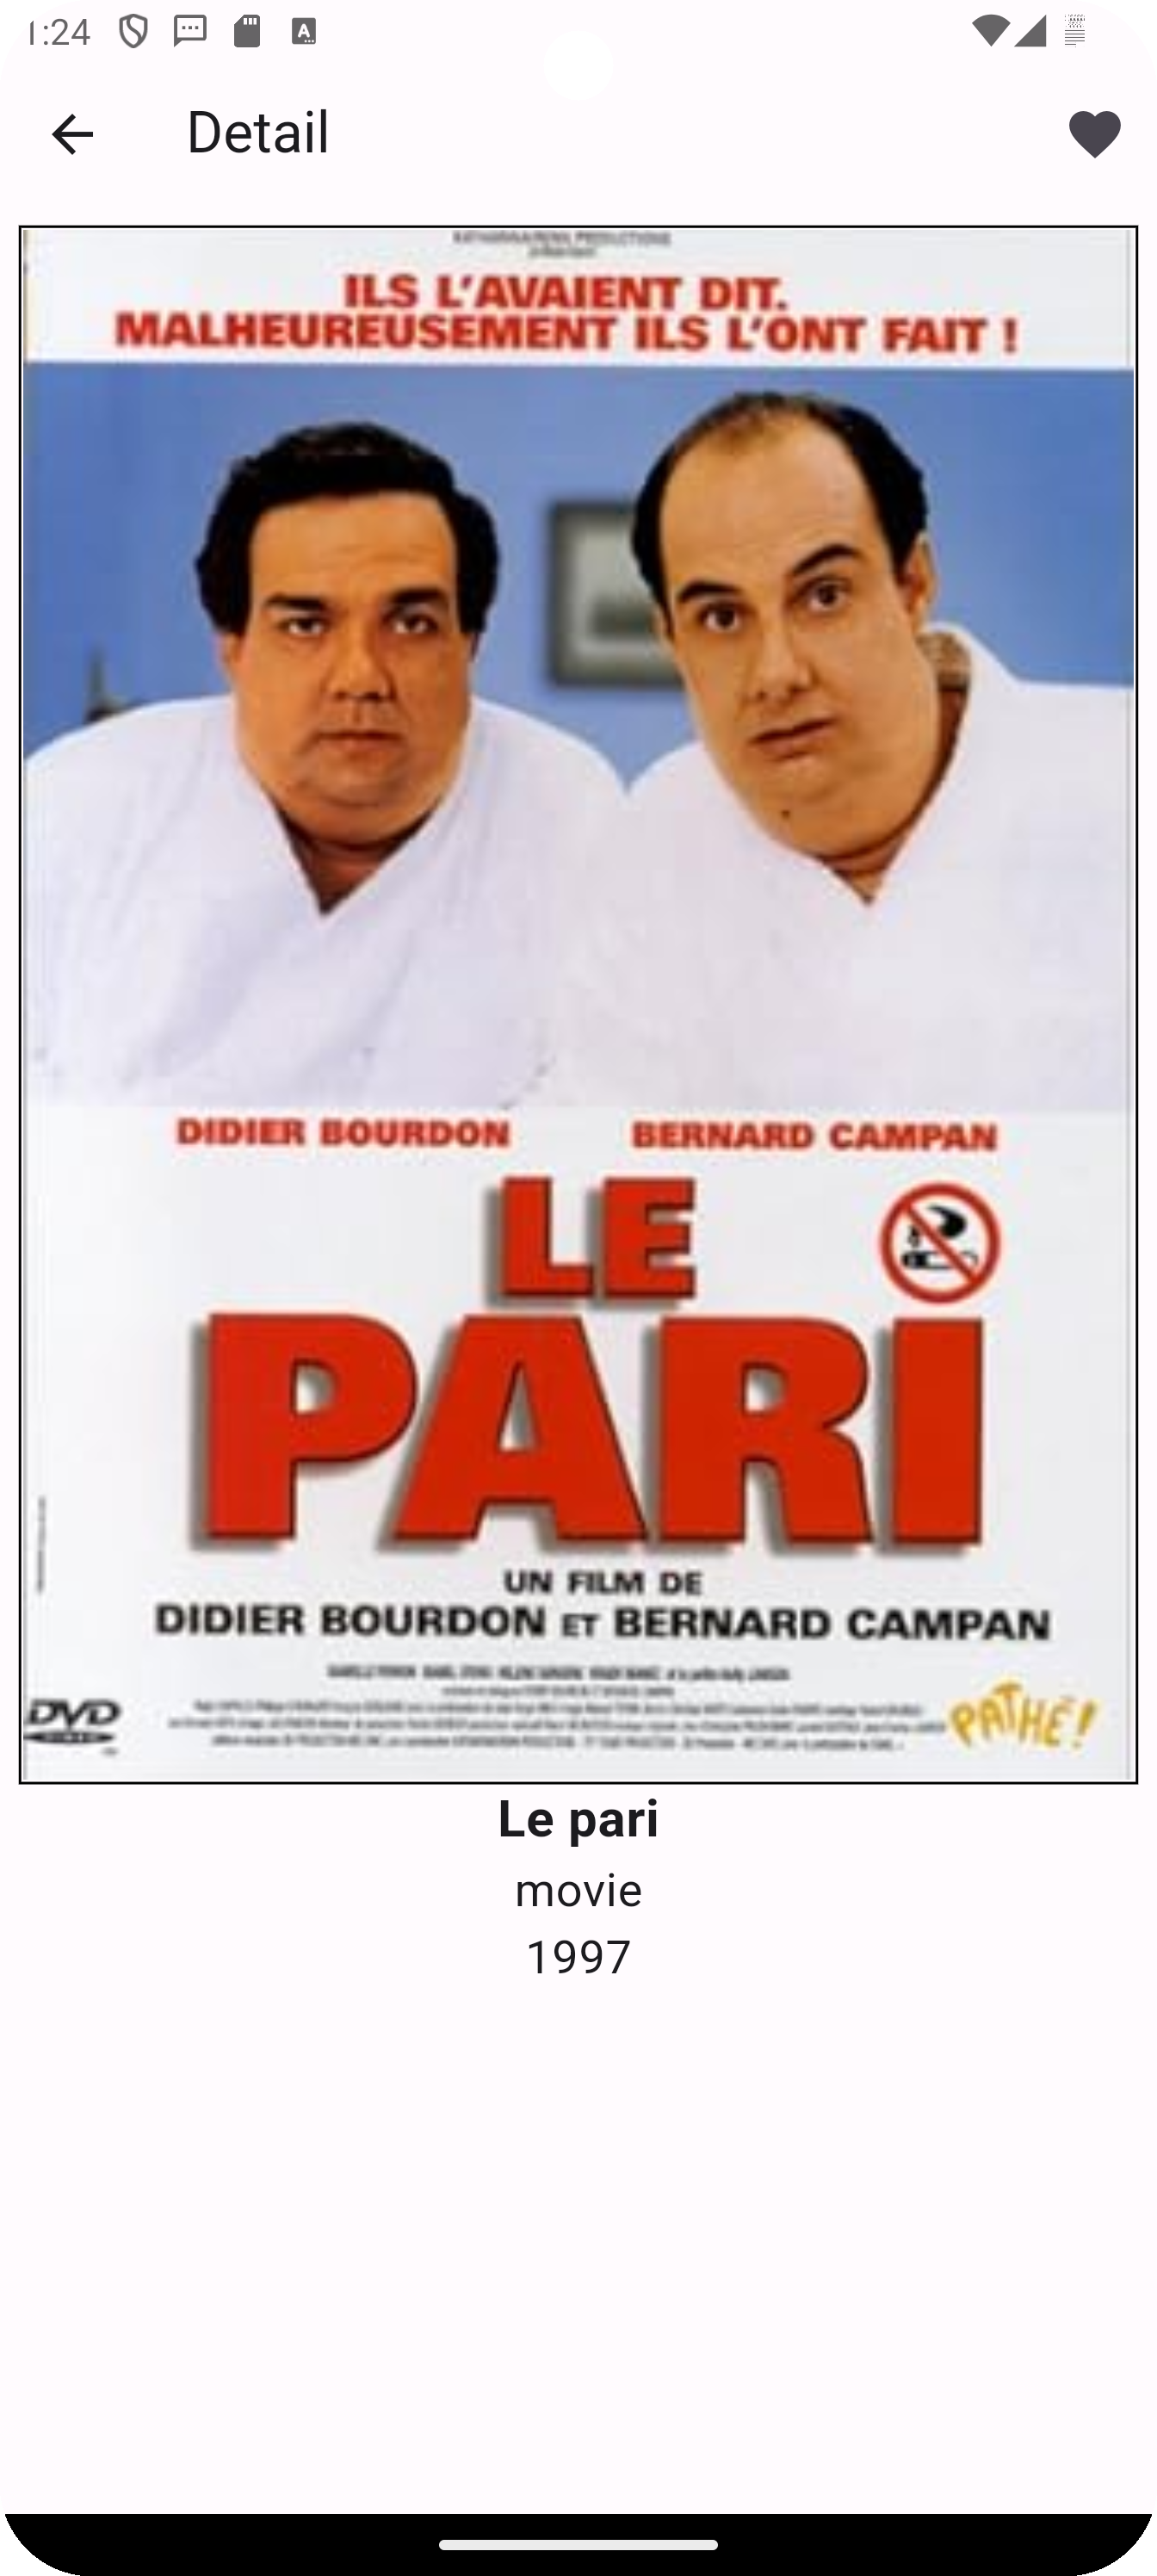 1:24
Detail
ILS L'AVAIENT DIT.
MALHEUREUSEMENT ILS L'ONT FAIT !
DIDIER BOURDON BERNARD CAMPAN
LE
PARI
UN FILM DE
DIDIER BOURDON ET BERNARD CAMPAN
DVD
PATHÉ!
Le pari
movie
1997